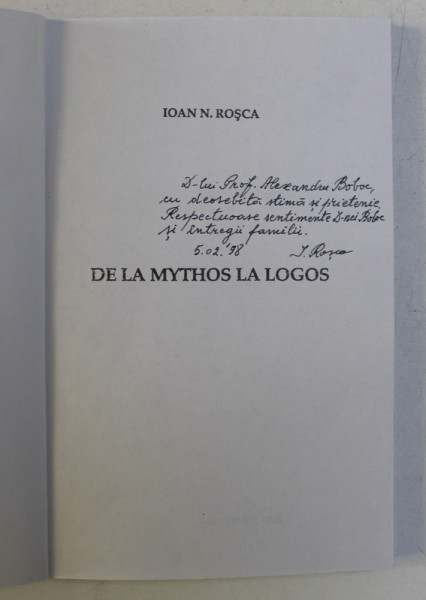 IOAN N. ROŞCA
D-lui Prof. Alexandru Boboc,
cu deosebită stimă și prietenie.
Respectuoase sentimente D-nei Boboc
și întregii familii.
5.02.'98 I. Roșca
DE LA MYTHOS LA LOGOS